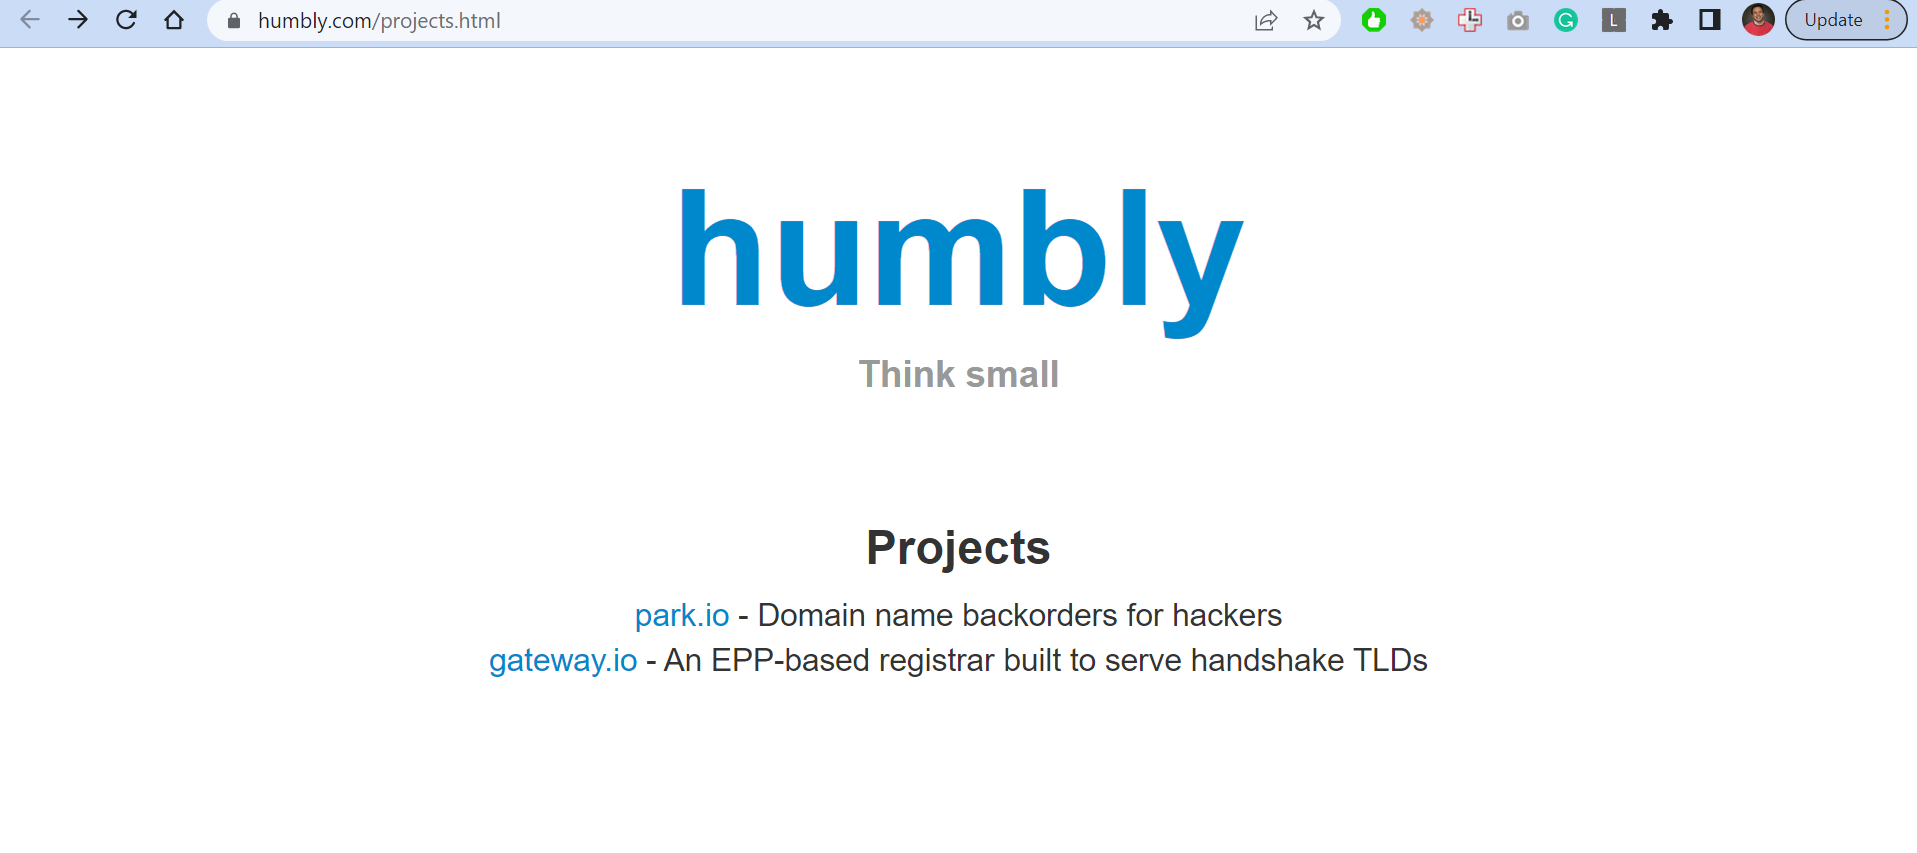 humbly.com/projects.html
L
Update
humbly
Think small
Projects
park.io - Domain name backorders for hackers
gateway.io - An EPP-based registrar built to serve handshake TLDs